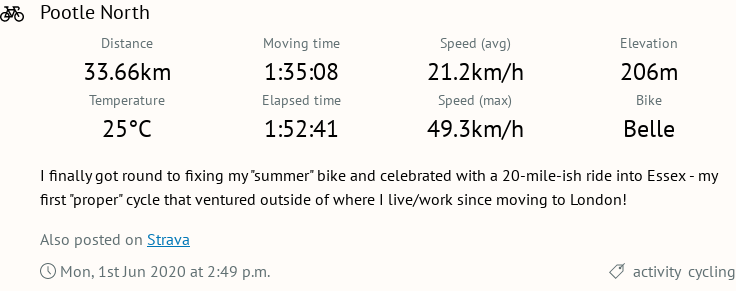 Pootle North
Distance Moving time Speed (avg) Elevation
33.66km 1:35:08 21.2km/h 206m
Temperature Elapsed time Speed (max) Bike
25°C 1:52:41 49.3km/h Belle
I finally got round to fixing my "summer" bike and celebrated with a 20-mile-ish ride into Essex - my
first "proper" cycle that ventured outside of where I live/work since moving to London!
Also posted on Strava
Mon, 1st Jun 2020 at 2:49 p.m. activity cycling